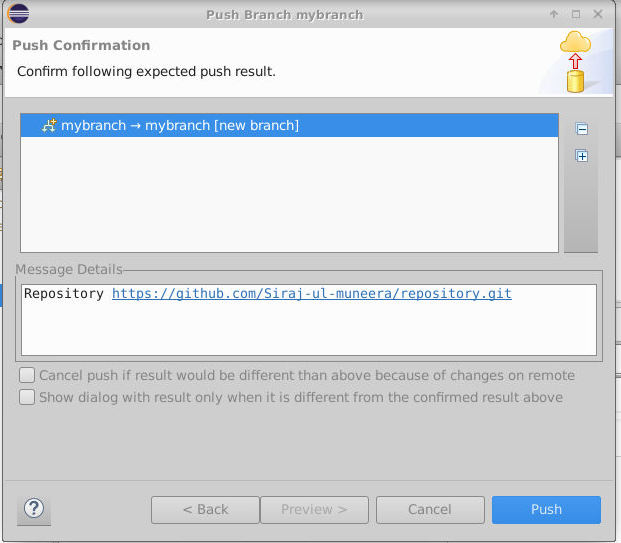 Push Branch mybranch
Push Confirmation
Confirm following expected push result.
mybranch → mybranch [new branch]
Message Details
Repository https://github.com/Siraj-ul-muneera/repository.git
Cancel push if result would be different than above because of changes on remote
Show dialog with result only when it is different from the confirmed result above
?
< Back
Preview >
Cancel
Push